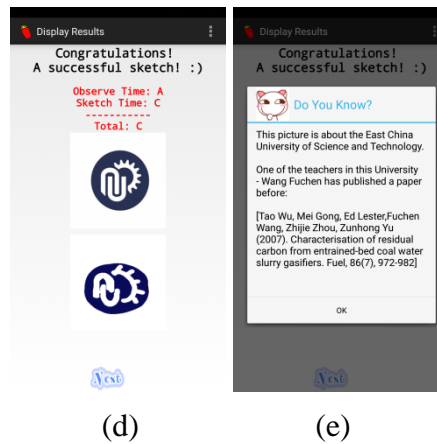 Display Results
Congratulations!
A successful sketch! :)
Observe Time: A
Sketch Time: C
-----------
Total: C
Next
(d)
Display Results
Congratulations!
A successful sketch! :)
Do You Know?
This picture is about the East China
University of Science and Technology.
One of the teachers in this University
- Wang Fuchen has published a paper
before:
[Tao Wu, Mei Gong, Ed Lester,Fuchen
Wang, Zhijie Zhou, Zunhong Yu
(2007). Characterisation of residual
carbon from entrained-bed coal water
slurry gasifiers. Fuel, 86(7), 972-982]
OK
Next
(e)